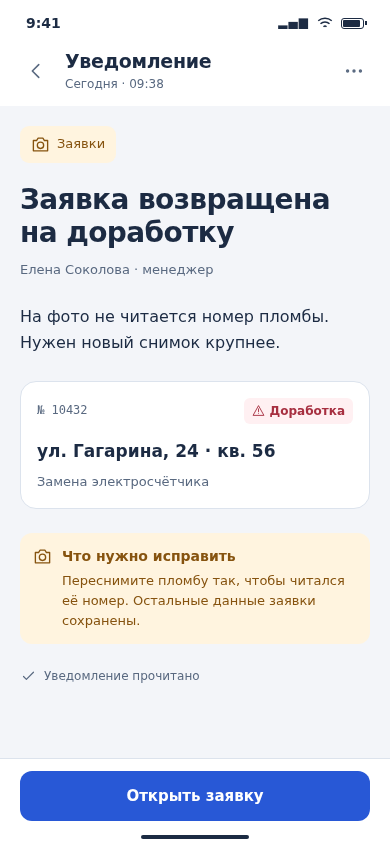 9:41
Уведомление
Сегодня · 09:38
Заявки
Заявка возвращена
на доработку
Елена Соколова · менеджер
На фото не читается номер пломбы.
Нужен новый снимок крупнее.
№ 10432
Доработка
ул. Гагарина, 24 · кв. 56
Замена электросчётчика
Что нужно исправить
Переснимите пломбу так, чтобы читался
её номер. Остальные данные заявки
сохранены.
Уведомление прочитано
Открыть заявку